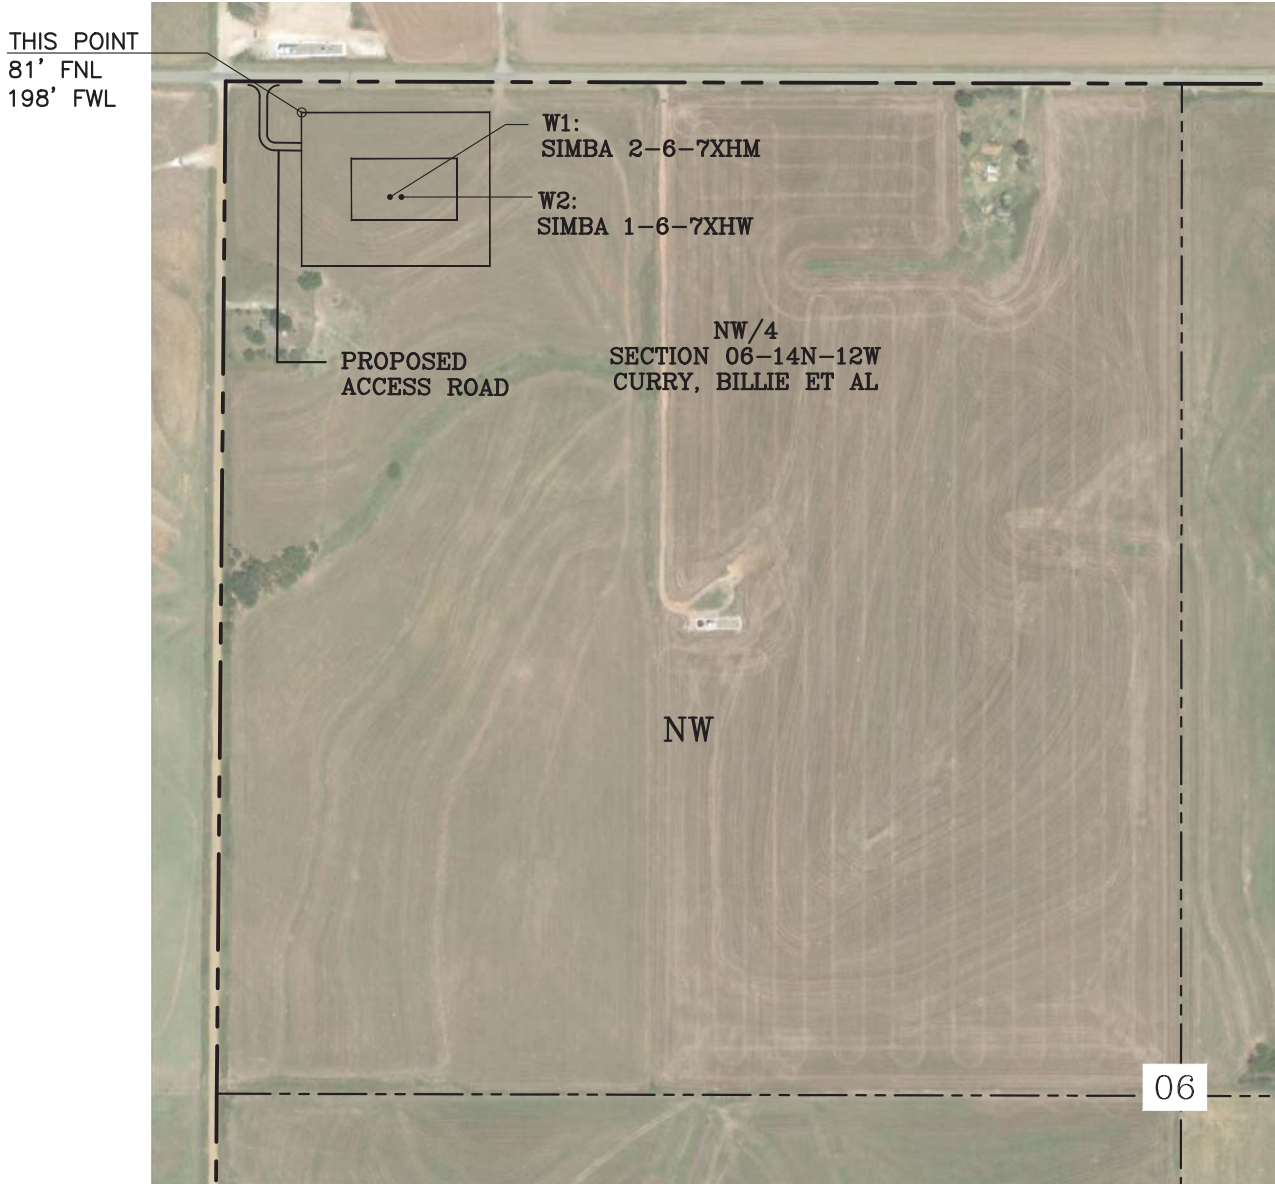 THIS POINT
81' FNL
198' FWL
W1:
SIMBA 2-6-7XHM
W2:
SIMBA 1-6-7XHW
NW/4
SECTION 06-14N-12W
CURRY, BILLIE ET AL
PROPOSED
ACCESS ROAD
NW
06